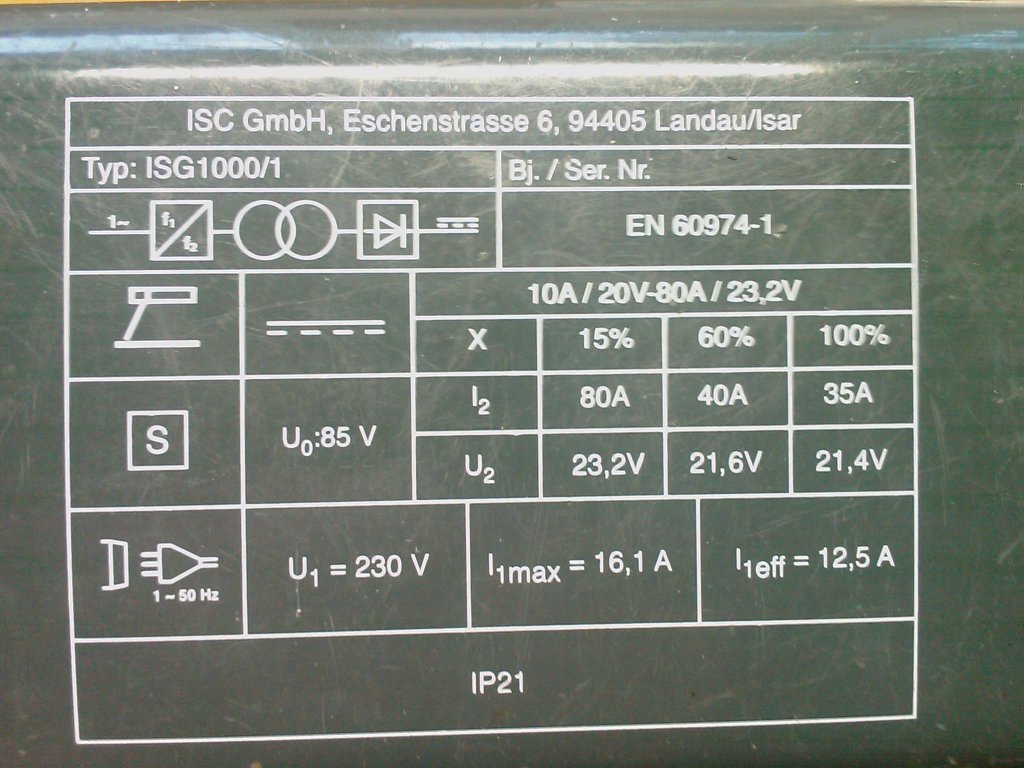 ISC GmbH, Eschenstrasse 6, 94405 Landau/Isar
Typ: ISG1000/1
Bj. / Ser. Nr.
1~ f₁ f₂
EN 60974-1
10A / 20V-80A / 23,2V
X 15% 60% 100%
I₂ 80A 40A 35A
S
U₀:85 V
U₂ 23,2V 21,6V 21,4V
1 ~ 50 Hz
U₁ = 230 V
I₁max = 16,1 A
I₁eff = 12,5 A
IP21